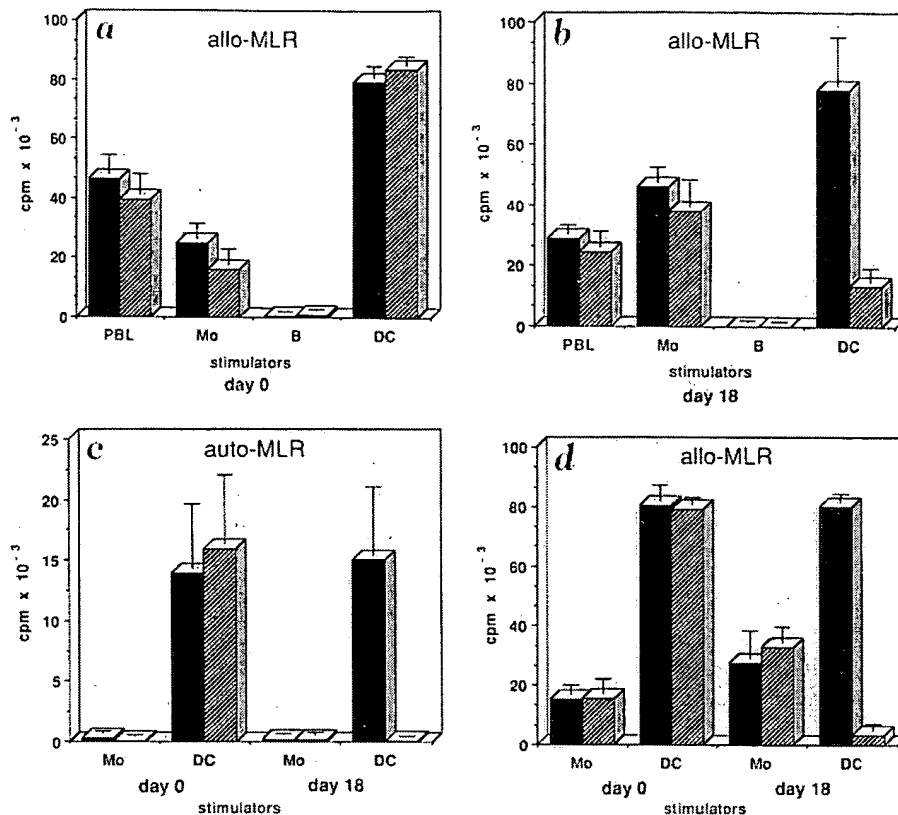 a
allo-MLR
100
80
60
40
20
0
cpm x 10 -3
PBL Mo B DC
stimulators
day 0
b
allo-MLR
100
80
60
40
20
0
cpm x 10 -3
PBL Mo B DC
stimulators
day 18
c
auto-MLR
25
20
15
10
5
0
cpm x 10 -3
Mo DC Mo DC
day 0 day 18
stimulators
d
allo-MLR
100
80
60
40
20
0
cpm x 10 -3
Mo DC Mo DC
day 0 day 18
stimulators